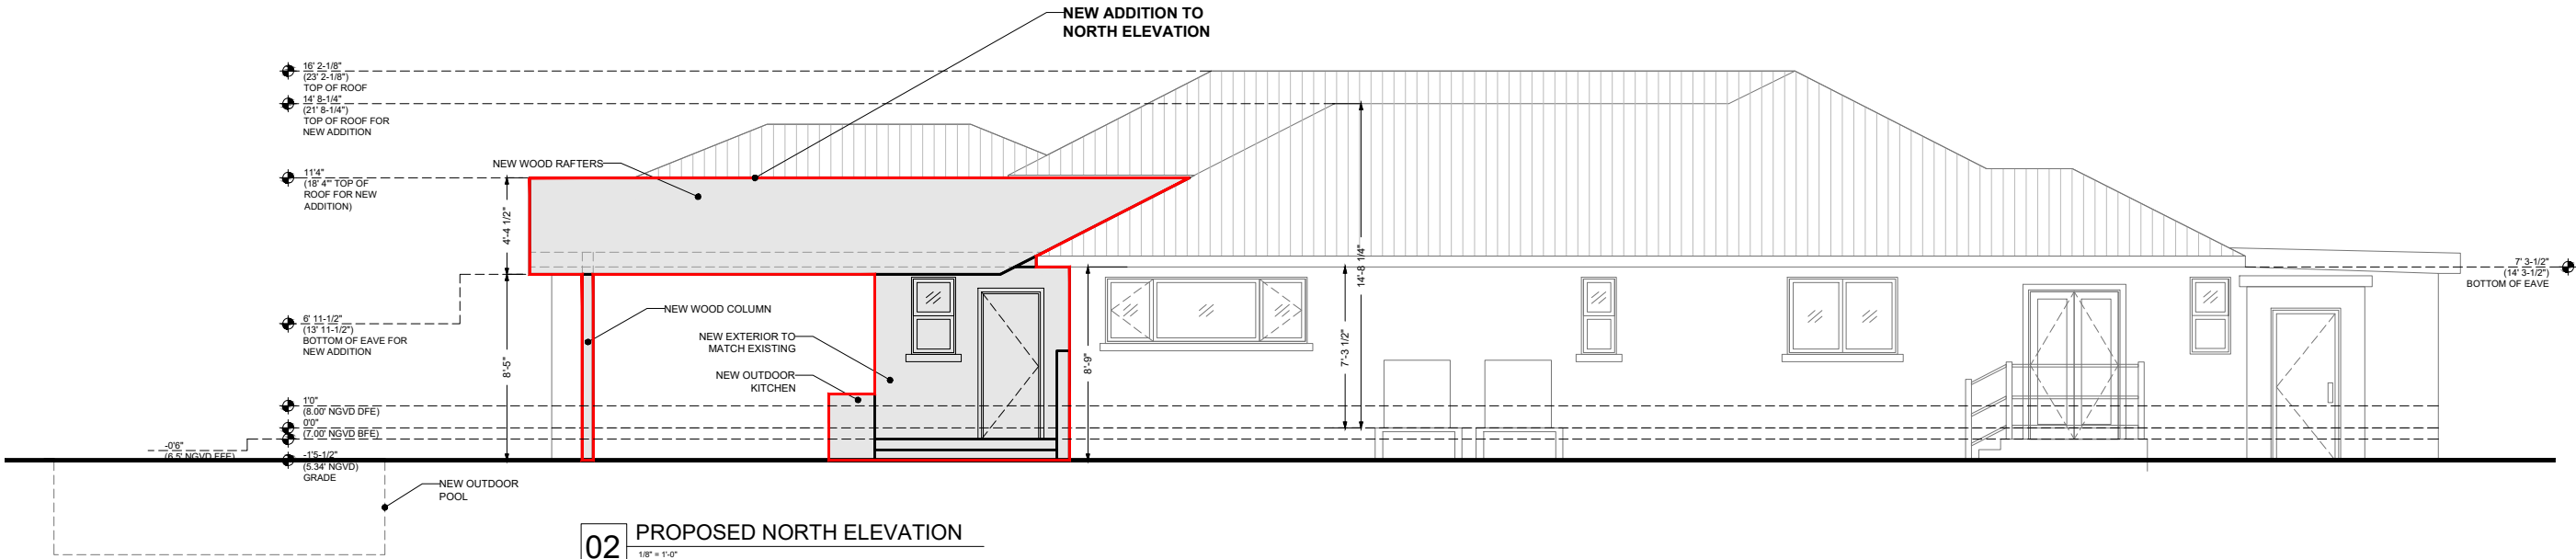 NEW ADDITION TO
NORTH ELEVATION
16' 2-1/8"
(23' 2-1/8")
TOP OF ROOF
14' 8-1/4"
(21' 8-1/4")
TOP OF ROOF FOR
NEW ADDITION
NEW WOOD RAFTERS
11'4"
(18' 4'" TOP OF
ROOF FOR NEW
ADDITION)
4'-4 1/2"
14'-8 1/4"
7' 3-1/2"
(14' 3-1/2")
BOTTOM OF EAVE
6' 11-1/2"
(13' 11-1/2")
BOTTOM OF EAVE FOR
NEW ADDITION
NEW WOOD COLUMN
NEW EXTERIOR TO
MATCH EXISTING
NEW OUTDOOR
KITCHEN
8'-5"
8'-9"
7'-3 1/2"
1'0"
(8.00' NGVD DFE)
0'0"
(7.00' NGVD BFE)
-0'6"
(6.5' NGVD FFE)
-1'5-1/2"
(5.34' NGVD)
GRADE
NEW OUTDOOR
POOL
02
PROPOSED NORTH ELEVATION
1/8" = 1'-0"